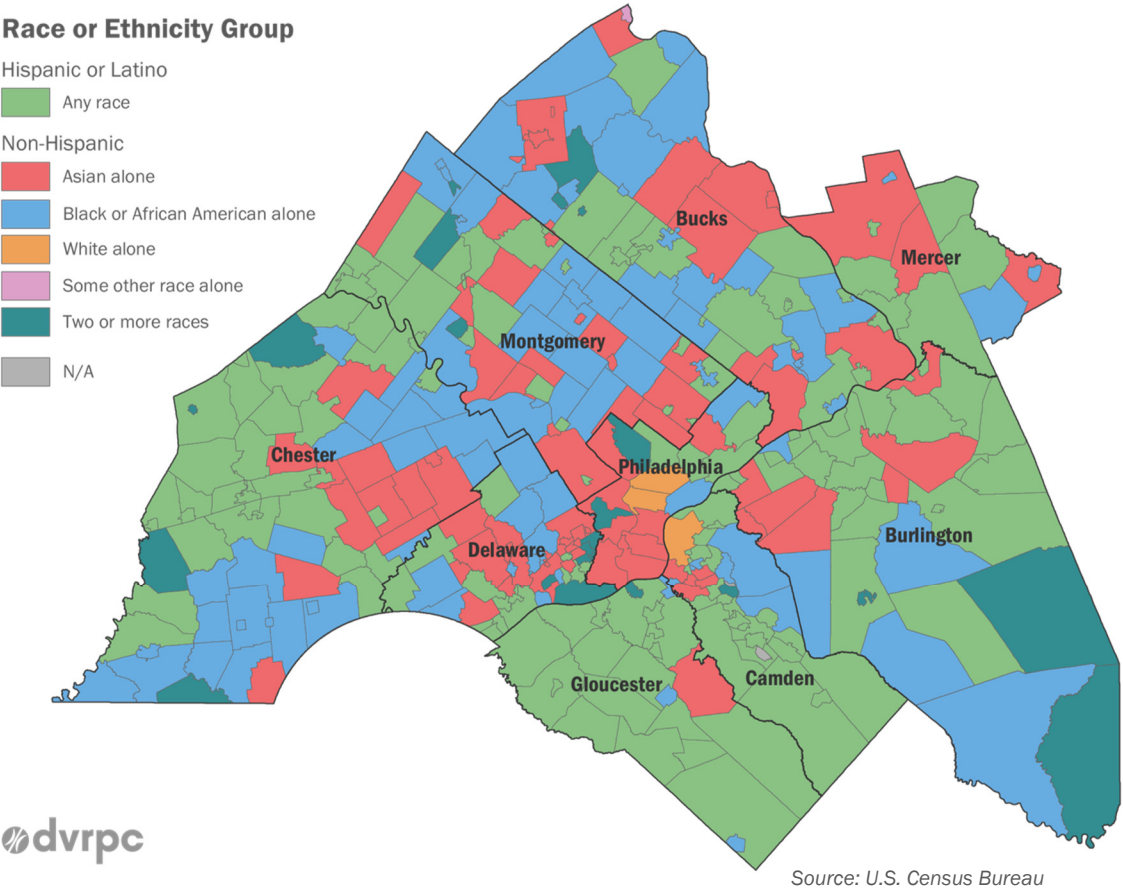 Race or Ethnicity Group
Hispanic or Latino
Any race
Non-Hispanic
Asian alone
Black or African American alone
White alone
Some other race alone
Two or more races
N/A
Bucks
Mercer
Montgomery
Chester
Philadelphia
Delaware
Burlington
Gloucester
Camden
dvrpc
Source: U.S. Census Bureau